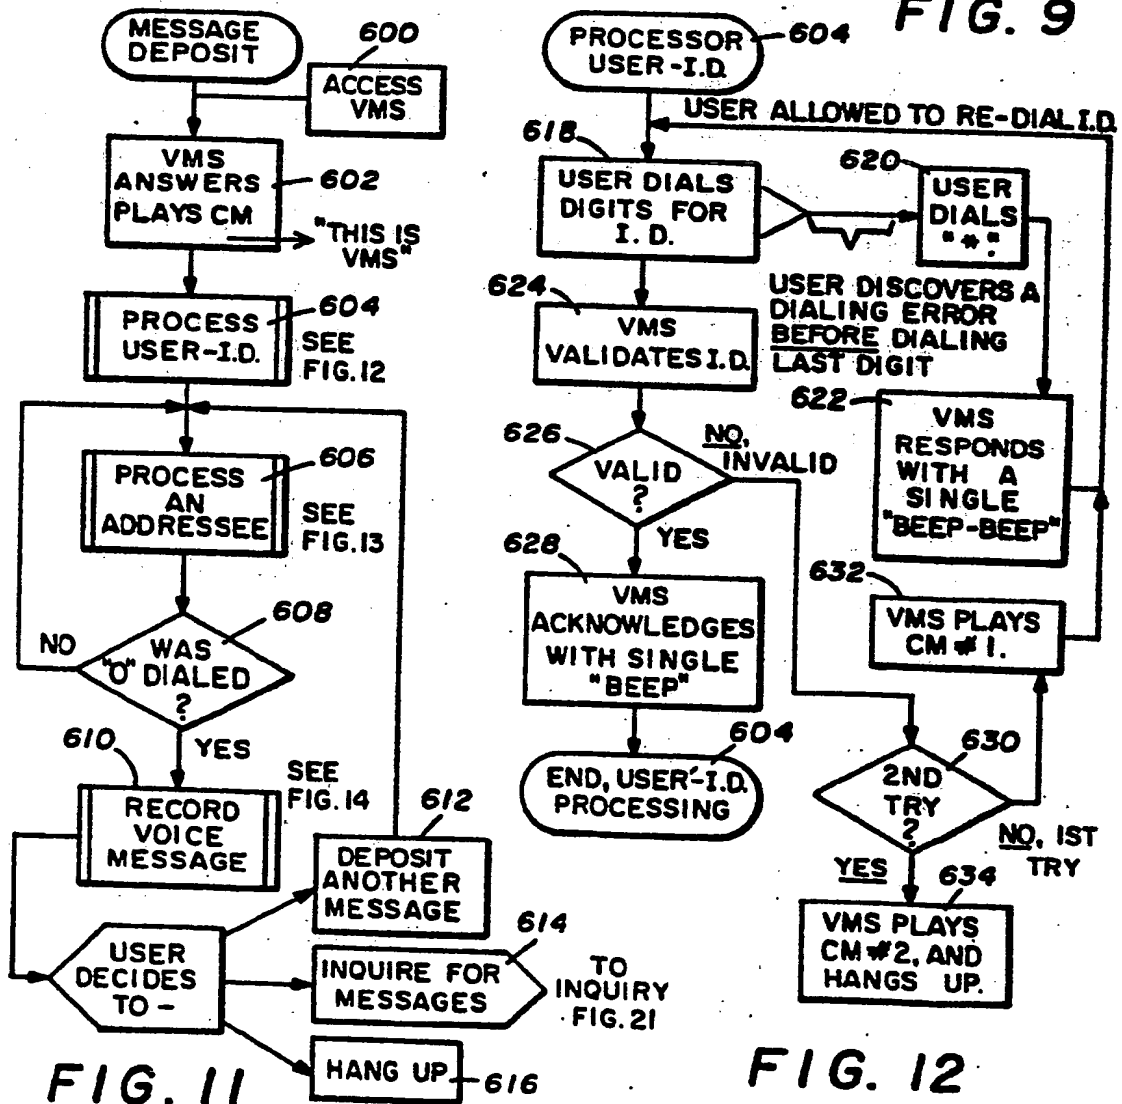 FIG. 9
MESSAGE
DEPOSIT
600
ACCESS
VMS
VMS
ANSWERS
PLAYS CM
602
"THIS IS
VMS"
PROCESS
USER-I.D.
604
SEE
FIG.12
PROCESS
AN
ADDRESSEE
606
SEE
FIG.13
608
WAS
"0" DIALED
?
NO
YES
610
SEE
FIG.14
RECORD
VOICE
MESSAGE
612
DEPOSIT
ANOTHER
MESSAGE
USER
DECIDES
TO -
614
INQUIRE FOR
MESSAGES
TO
INQUIRY
FIG.21
HANG UP
616
FIG. 11
PROCESSOR
USER-I.D.
604
USER ALLOWED TO RE-DIAL I.D.
618
USER DIALS
DIGITS FOR
I.D.
620
USER
DIALS
"*".
USER DISCOVERS A
DIALING ERROR
BEFORE DIALING
LAST DIGIT
624
VMS
VALIDATES I.D.
622
VMS
RESPONDS
WITH A
SINGLE
"BEEP-BEEP"
626
VALID
?
NO,
INVALID
YES
628
VMS
ACKNOWLEDGES
WITH SINGLE
"BEEP"
632
VMS PLAYS
CM # 1.
604
END, USER-I.D.
PROCESSING
630
2ND
TRY
?
NO, 1ST
TRY
YES
634
VMS PLAYS
CM #2, AND
HANGS UP.
FIG. 12